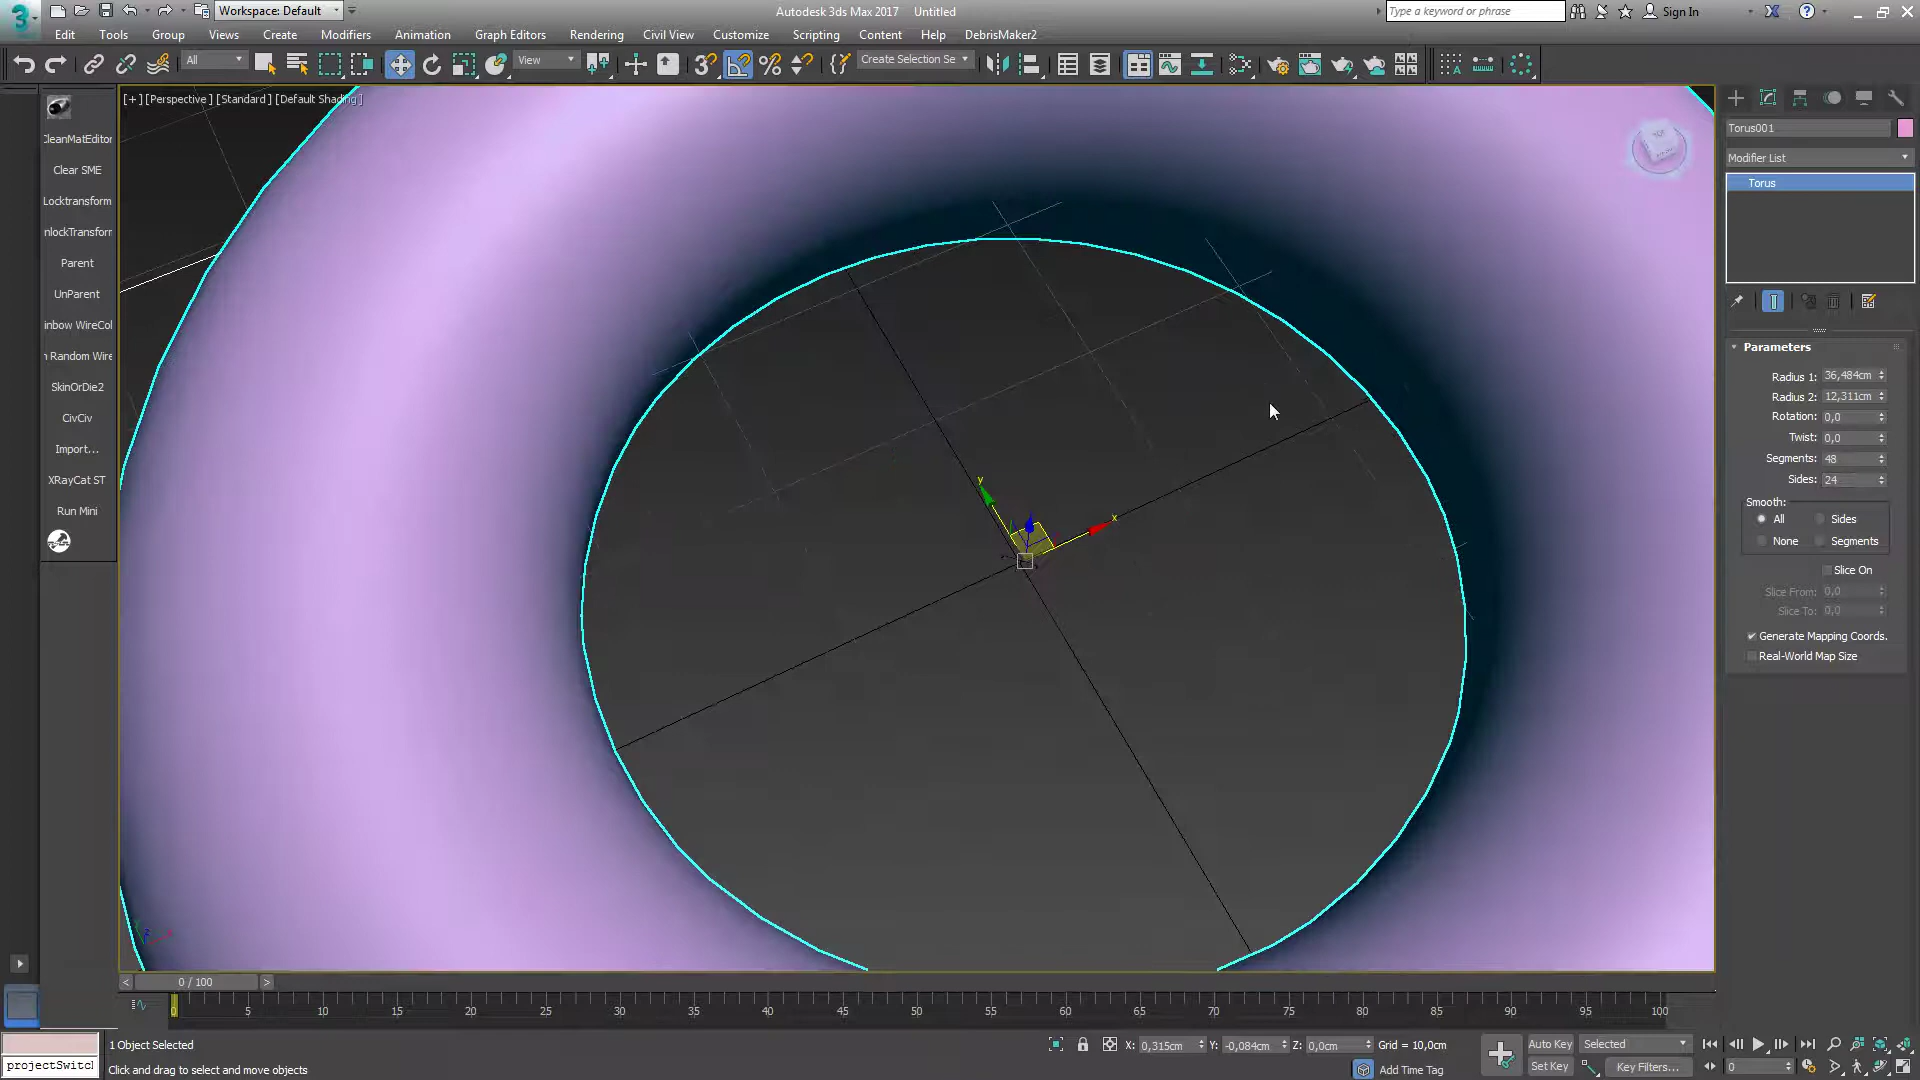 Workspace: Default
Autodesk 3ds Max 2017 Untitled
Type a keyword or phrase
Sign In
Edit Tools Group Views Create Modifiers Animation Graph Editors Rendering Civil View Customize Scripting Content Help DebrisMaker2
All
View
Create Selection Se
[+] [Perspective] [Standard] [Default Shading]
CleanMatEditor
Clear SME
Locktransform
nlockTransforr
Parent
UnParent
inbow WireCol
n Random Wire
SkinOrDie2
CivCiv
Import...
XRayCat ST
Run Mini
y
x
Torus001
Modifier List
Torus
Parameters
Radius 1: 36,484cm
Radius 2: 12,311cm
Rotation: 0,0
Twist: 0,0
Segments: 48
Sides: 24
Smooth:
All Sides
None Segments
Slice On
Slice From: 0,0
Slice To: 0,0
Generate Mapping Coords.
Real-World Map Size
< 0 / 100 >
0 5 10 15 20 25 30 35 40 45 50 55 60 65 70 75 80 85 90 95 100
1 Object Selected
X: 0,315cm Y: -0,084cm Z: 0,0cm Grid = 10,0cm
Auto Key Selected
projectSwitcl
Click and drag to select and move objects
Add Time Tag
Set Key Key Filters...
0